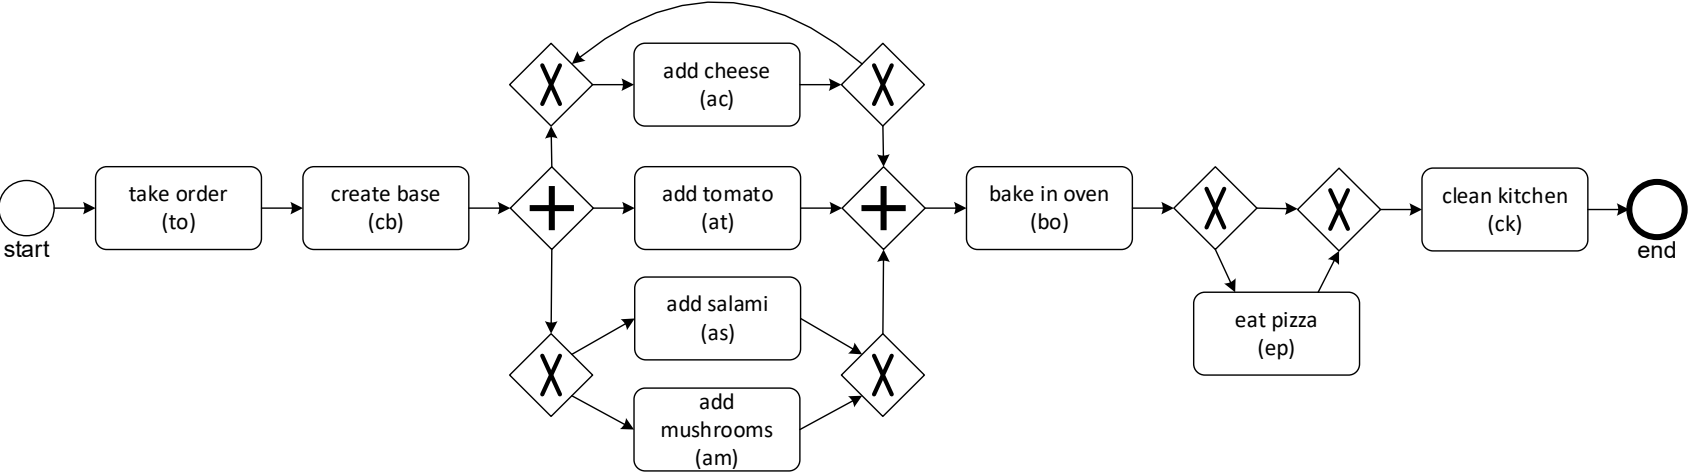 start
take order
(to)
create base
(cb)
add cheese
(ac)
add tomato
(at)
add salami
(as)
add
mushrooms
(am)
bake in oven
(bo)
eat pizza
(ep)
clean kitchen
(ck)
end